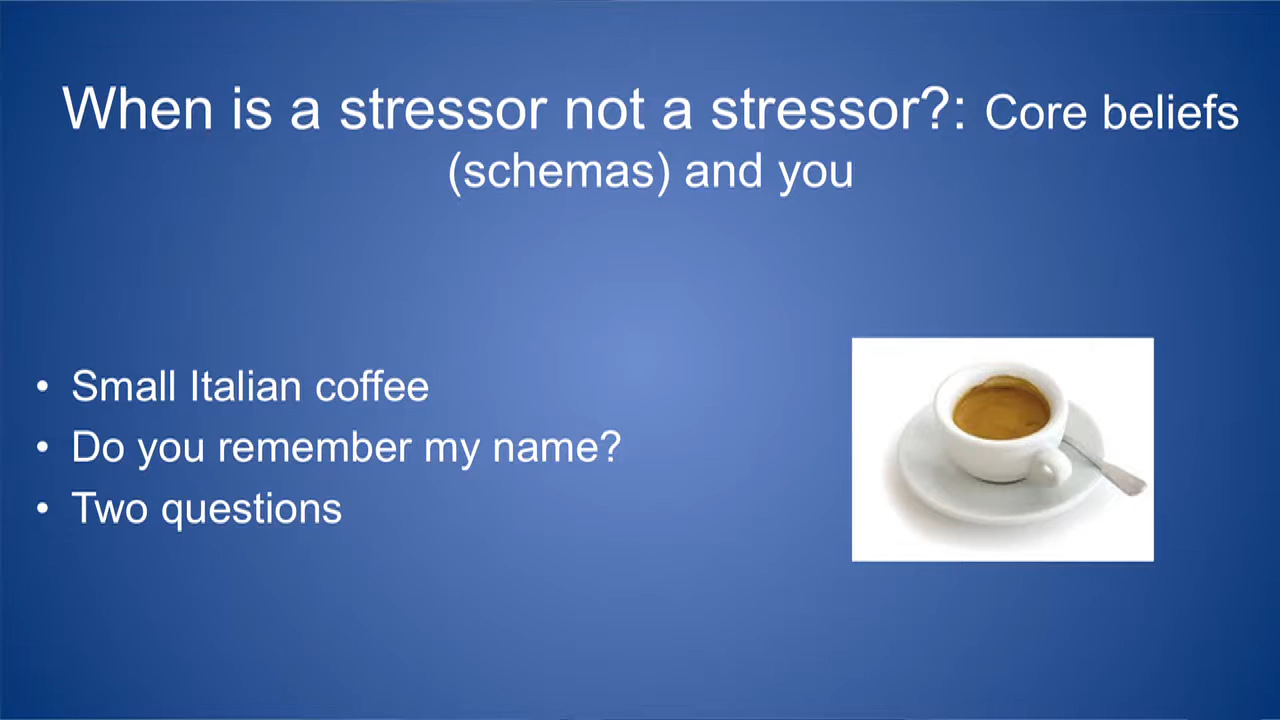 When is a stressor not a stressor?: Core beliefs
(schemas) and you
• Small Italian coffee
• Do you remember my name?
• Two questions